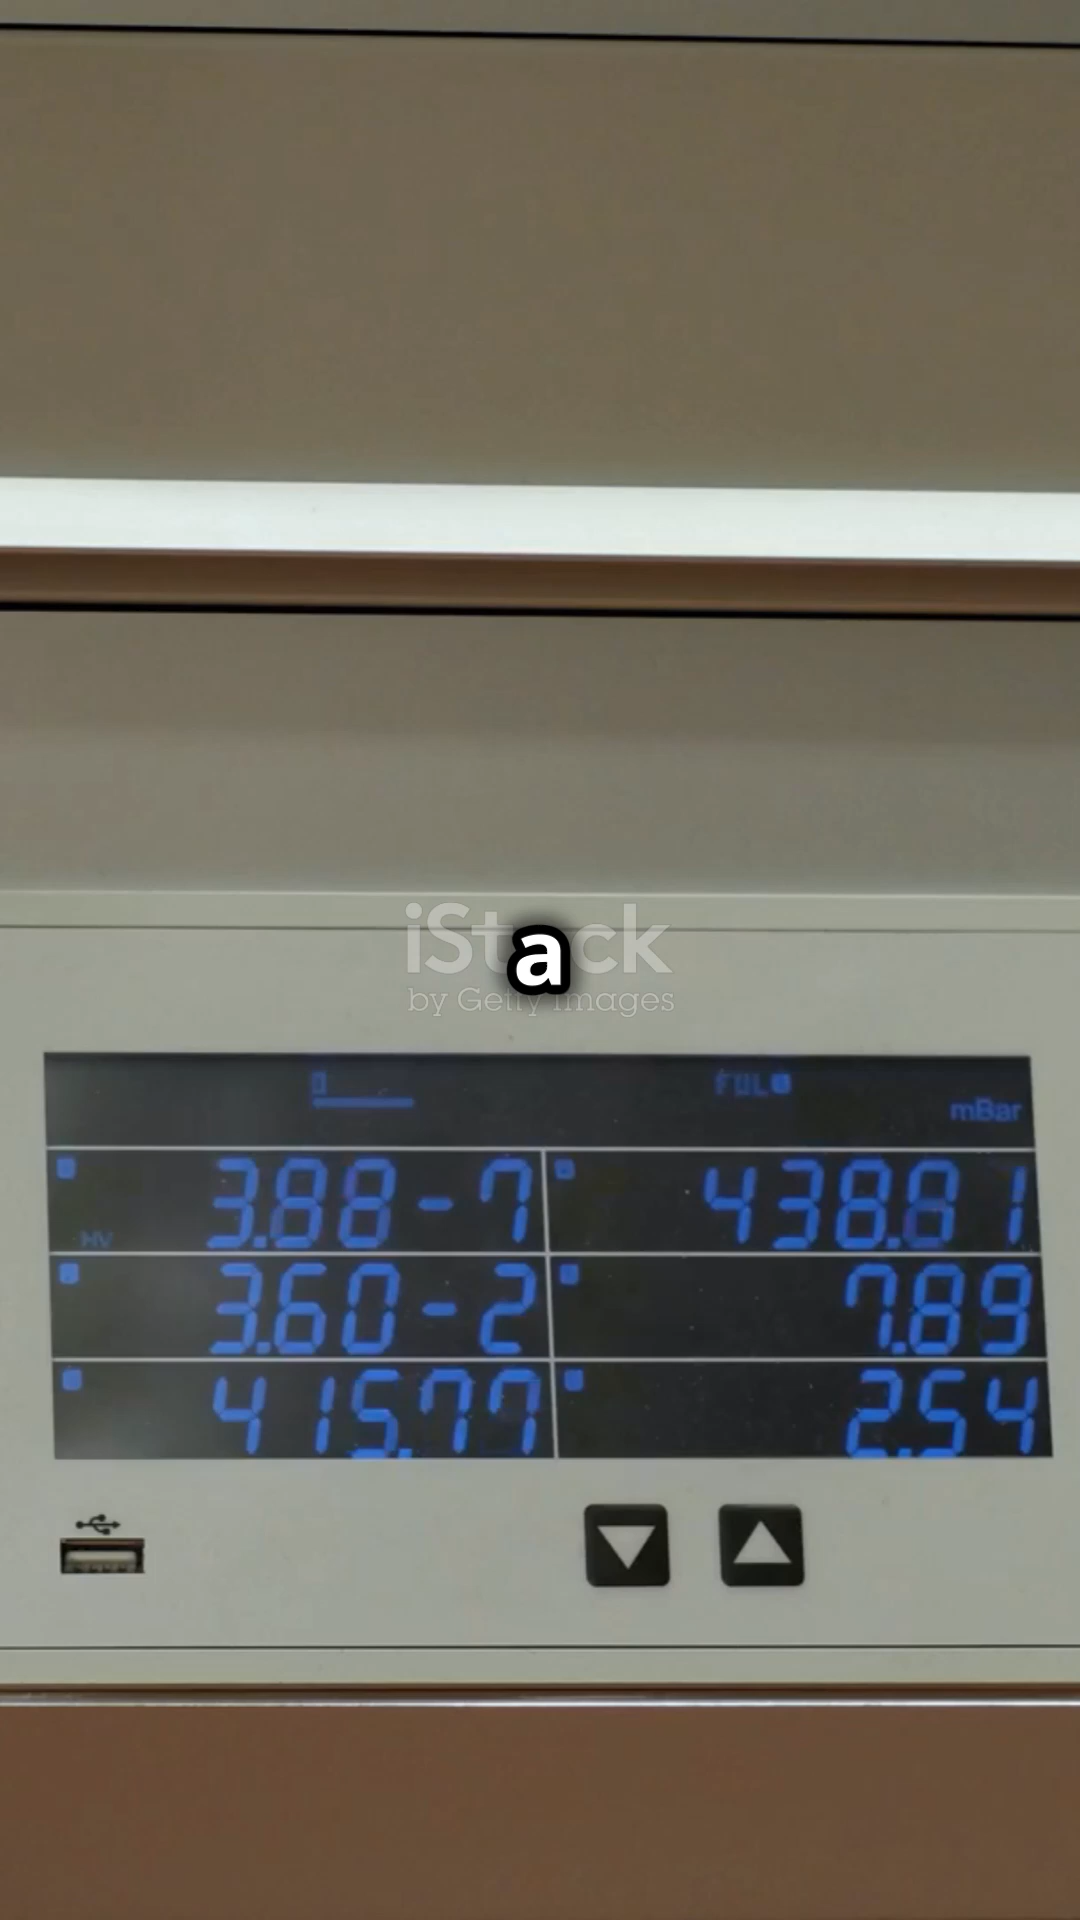 iStock
a
by Getty Images
mBar
3.88-7 438.81
HV
3.60-2 7.89
415.77 2.54